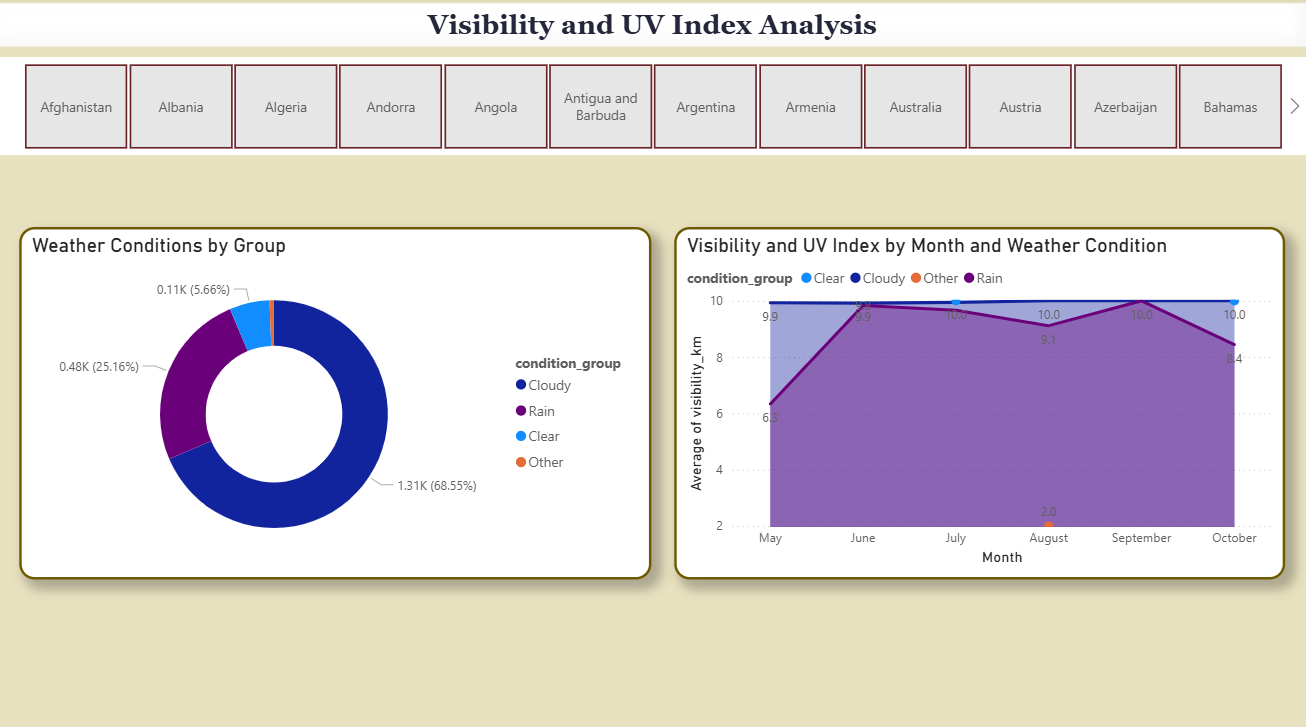 Visibility and UV Index Analysis
Afghanistan
Albania
Algeria
Andorra
Angola
Antigua and
Barbuda
Argentina
Armenia
Australia
Austria
Azerbaijan
Bahamas
Weather Conditions by Group
0.11K (5.66%)
0.48K (25.16%)
1.31K (68.55%)
condition_group
Cloudy
Rain
Clear
Other
Visibility and UV Index by Month and Weather Condition
condition_group Clear Cloudy Other Rain
Average of visibility_km
10
8
6
4
2
9.9
9.9
10.0
10.0
10.0
9.1
8.4
6.3
2.0
May June July August September October
Month